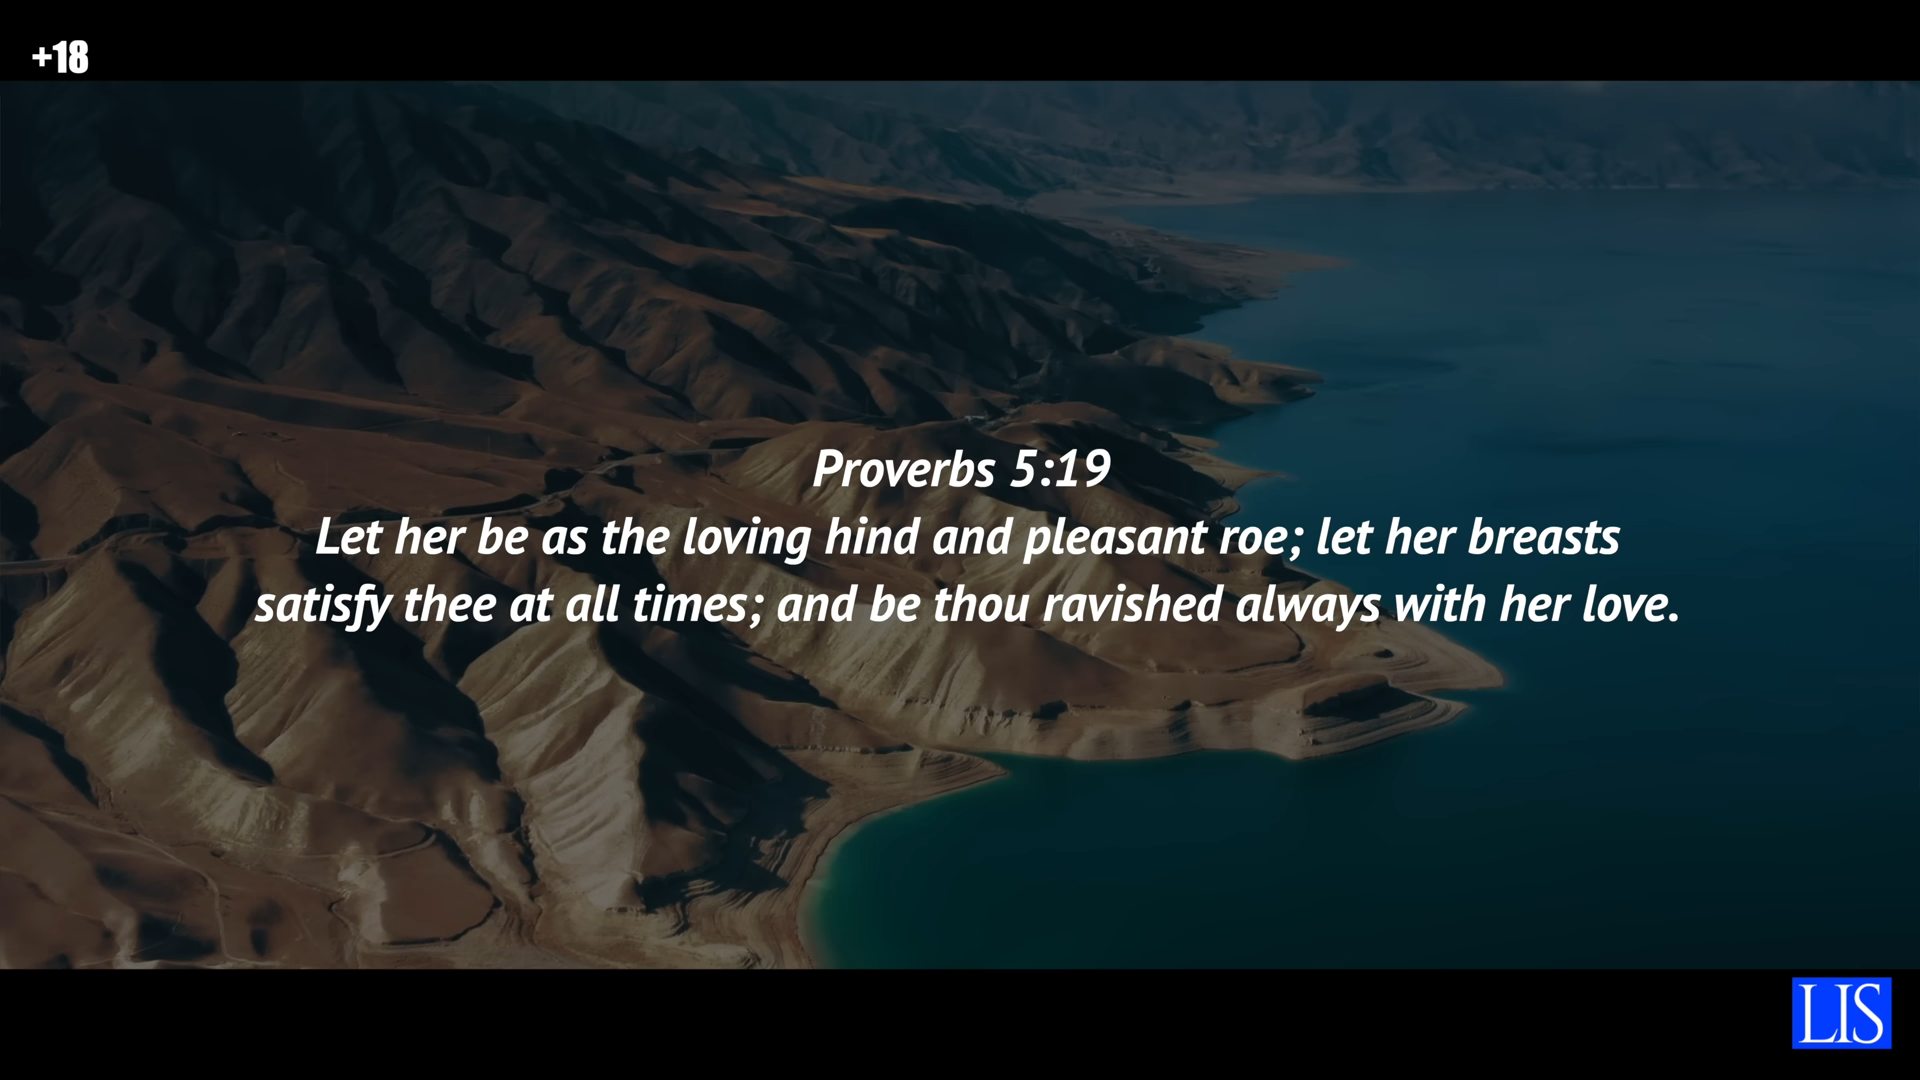 +18
Proverbs 5:19
Let her be as the loving hind and pleasant roe; let her breasts
satisfy thee at all times; and be thou ravished always with her love.
LIS